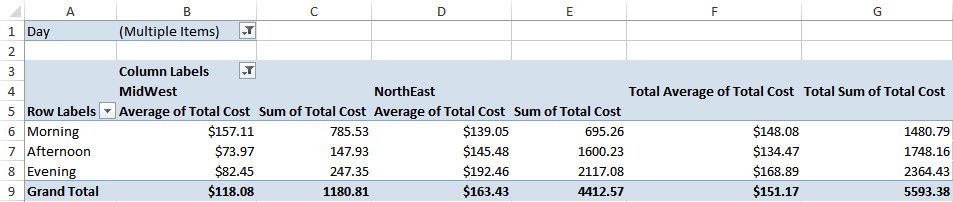 A B C D E F G
1 Day (Multiple Items)
2
3 Column Labels
4 MidWest NorthEast Total Average of Total Cost Total Sum of Total Cost
5 Row Labels Average of Total Cost Sum of Total Cost Average of Total Cost Sum of Total Cost
6 Morning $157.11 785.53 $139.05 695.26 $148.08 1480.79
7 Afternoon $73.97 147.93 $145.48 1600.23 $134.47 1748.16
8 Evening $82.45 247.35 $192.46 2117.08 $168.89 2364.43
9 Grand Total $118.08 1180.81 $163.43 4412.57 $151.17 5593.38